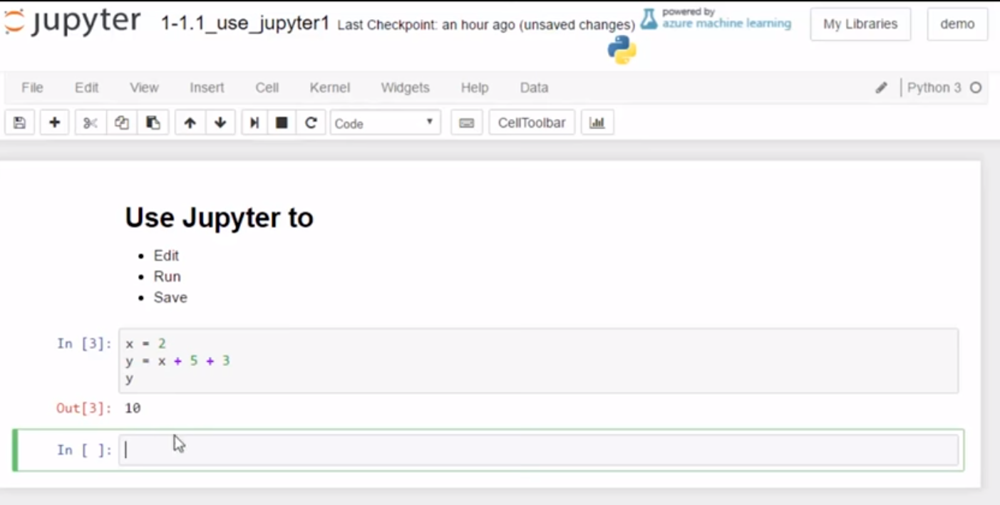 jupyter 1-1.1_use_jupyter1 Last Checkpoint: an hour ago (unsaved changes)
powered by
azure machine learning
My Libraries
demo
File Edit View Insert Cell Kernel Widgets Help Data
Python 3
Code
CellToolbar
Use Jupyter to
• Edit
• Run
• Save
In [3]:
x = 2
y = x + 5 + 3
y
Out[3]: 10
In [ ]: